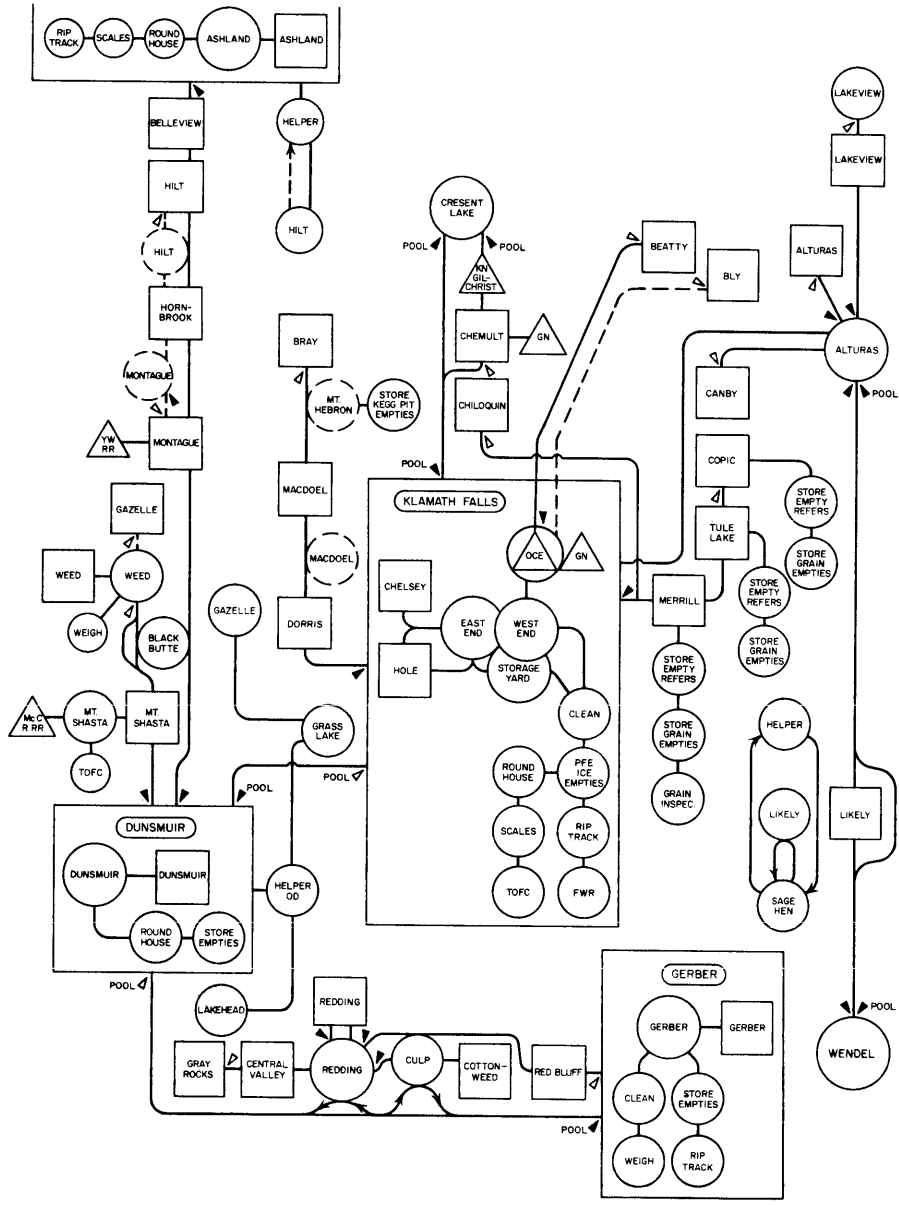 RIP
TRACK
SCALES
ROUND
HOUSE
ASHLAND
ASHLAND
BELLEVIEW
HELPER
HILT
HILT
HILT
HORN-
BROOK
MONTAGUE
YW
RR
MONTAGUE
GAZELLE
WEED
WEED
WEIGH
BLACK
BUTTE
McC
R RR
MT.
SHASTA
MT.
SHASTA
TOFC
BRAY
MT.
HEBRON
STORE
KEGG PIT
EMPTIES
MACDOEL
MACDOEL
DORRIS
GAZELLE
GRASS
LAKE
POOL
POOL
CRESENT
LAKE
POOL
POOL
KN
GIL-
CHRIST
CHEMULT
GN
CHILOQUIN
POOL
BEATTY
BLY
LAKEVIEW
LAKEVIEW
ALTURAS
ALTURAS
POOL
CANBY
COPIC
STORE
EMPTY
REFERS
STORE
GRAIN
EMPTIES
TULE
LAKE
STORE
EMPTY
REFERS
STORE
GRAIN
EMPTIES
MERRILL
STORE
EMPTY
REFERS
STORE
GRAIN
EMPTIES
GRAIN
INSPEC.
KLAMATH FALLS
OCE
GN
CHELSEY
EAST
END
WEST
END
HOLE
STORAGE
YARD
CLEAN
ROUND
HOUSE
PFE
ICE
EMPTIES
SCALES
RIP
TRACK
TOFC
FWR
HELPER
LIKELY
SAGE
HEN
LIKELY
POOL
WENDEL
DUNSMUIR
DUNSMUIR
DUNSMUIR
ROUND
HOUSE
STORE
EMPTIES
HELPER
OD
POOL
LAKEHEAD
REDDING
GRAY
ROCKS
CENTRAL
VALLEY
REDDING
CULP
COTTON-
WEED
RED BLUFF
POOL
GERBER
GERBER
GERBER
CLEAN
STORE
EMPTIES
WEIGH
RIP
TRACK